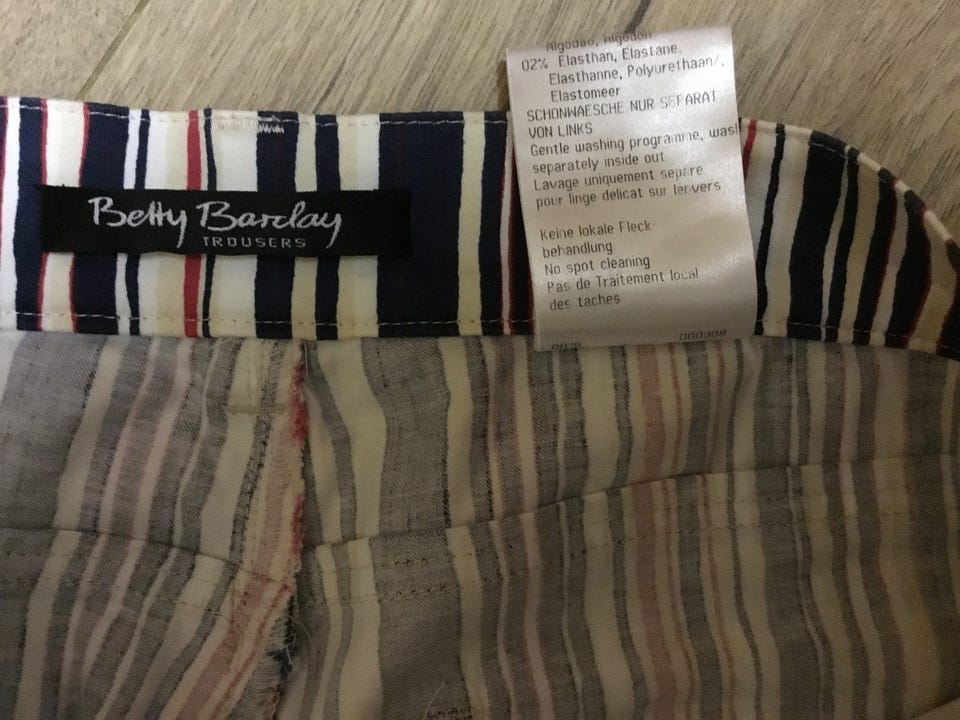 Betty Barclay
TROUSERS
Algodao, Algodon
02% Elasthan, Elastane,
Elasthanne, Polyurethaan/,
Elastomeer
SCHONWAESCHE NUR SEPARAT
VON LINKS
Gentle washing programme, wash
separately inside out
Lavage uniquement separe
pour linge delicat sur lenvers
Keine lokale Fleck-
behandlung
No spot cleaning
Pas de Traitement local
des taches